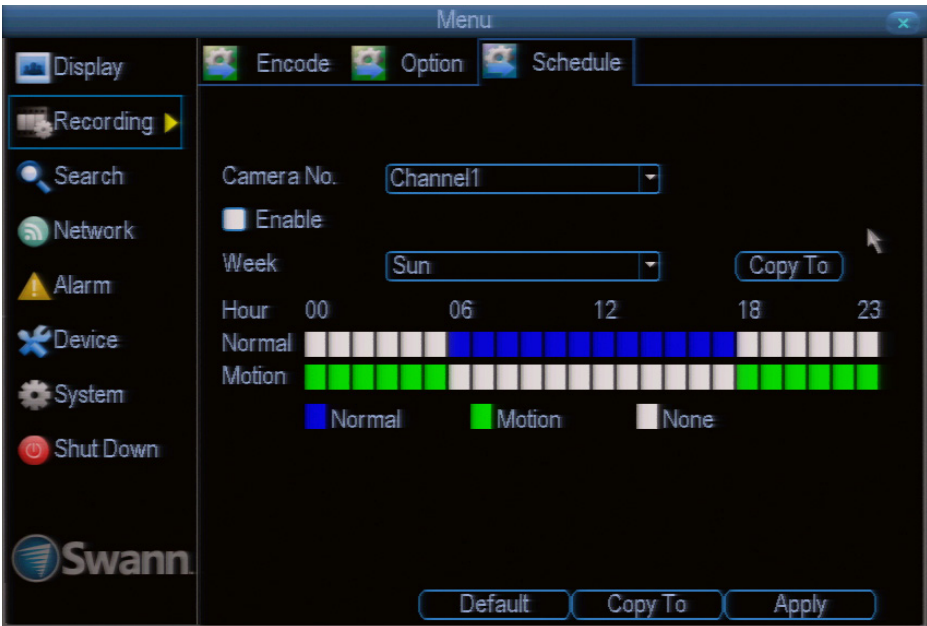 Menu
Display
Encode
Option
Schedule
Recording
Search
Camera No.
Channel1
Enable
Network
Week
Sun
Copy To
Alarm
Hour 00 06 12 18 23
Device
Normal
Motion
System
Normal
Motion
None
Shut Down
Swann.
Default
Copy To
Apply